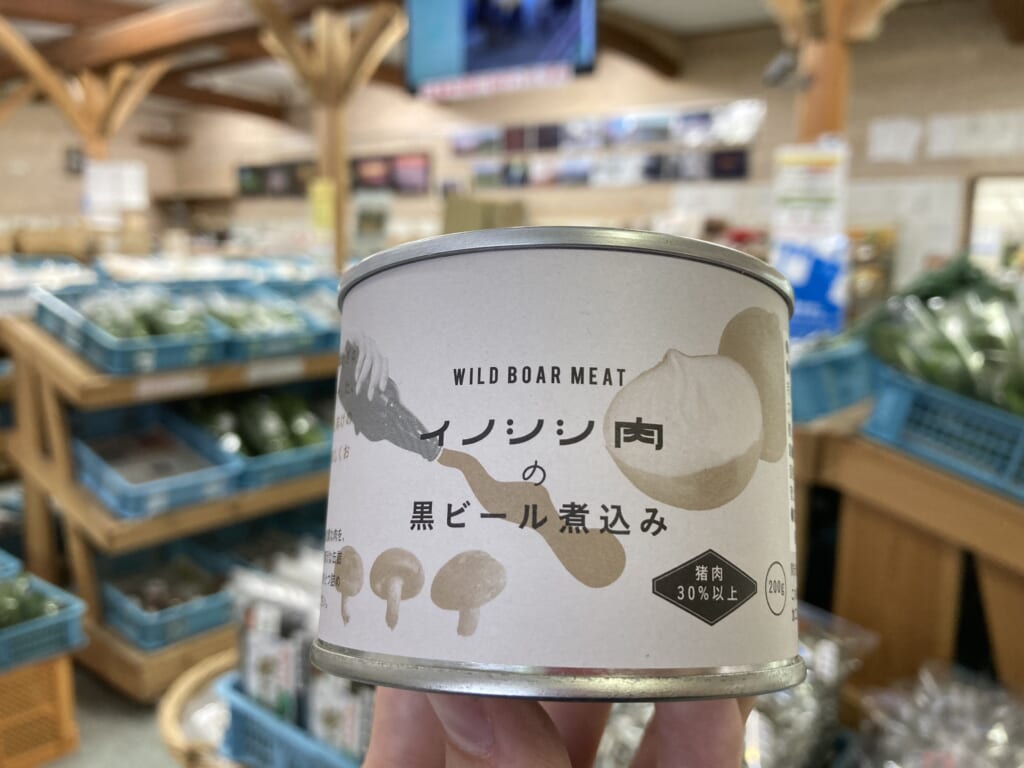 WILD BOAR MEAT
イノシシ肉
の
黒ビール煮込み
猪肉
30%以上
200g